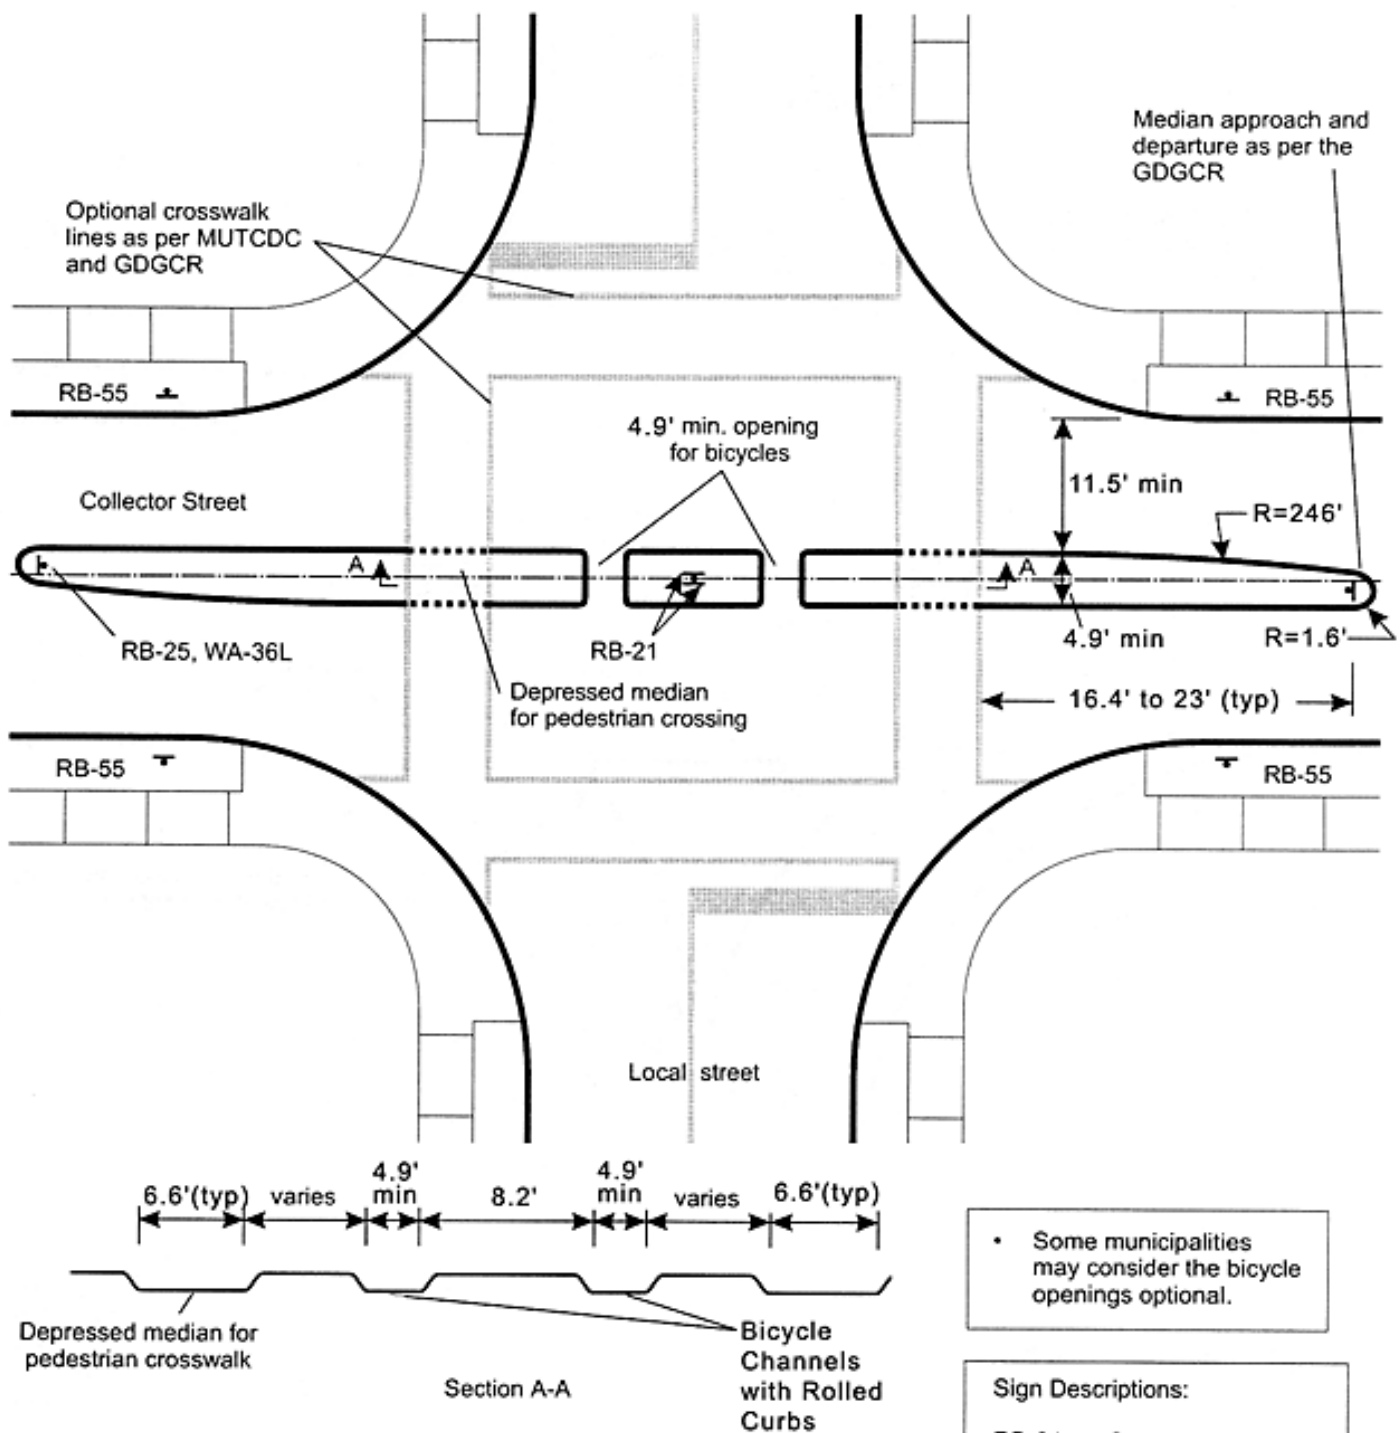 Median approach and
departure as per the
GDGCR
Optional crosswalk
lines as per MUTCDC
and GDGCR
RB-55
RB-55
4.9' min. opening
for bicycles
11.5' min
Collector Street
R=246'
A
A
RB-25, WA-36L
RB-21
4.9' min
R=1.6'
Depressed median
for pedestrian crossing
16.4' to 23' (typ)
RB-55
RB-55
Local street
6.6'(typ)
varies
4.9'
min
8.2'
4.9'
min
varies
6.6'(typ)
• Some municipalities
may consider the bicycle
openings optional.
Depressed median for
pedestrian crosswalk
Bicycle
Channels
with Rolled
Curbs
Section A-A
Sign Descriptions: